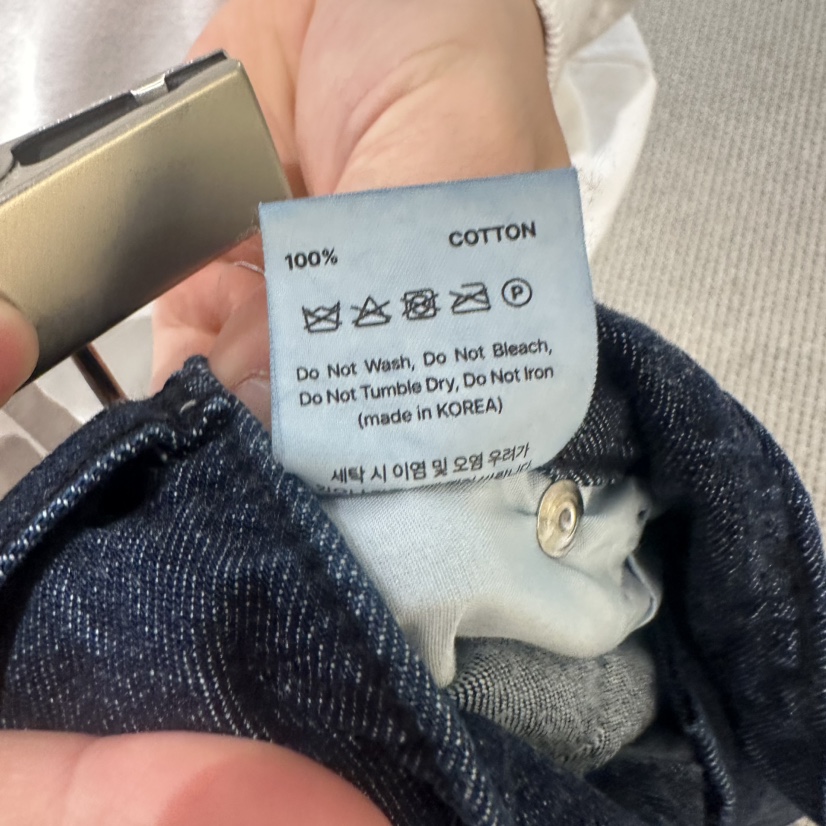 100% COTTON
P
Do Not Wash, Do Not Bleach,
Do Not Tumble Dry, Do Not Iron
(made in KOREA)
세탁 시 이염 및 오염 우려가